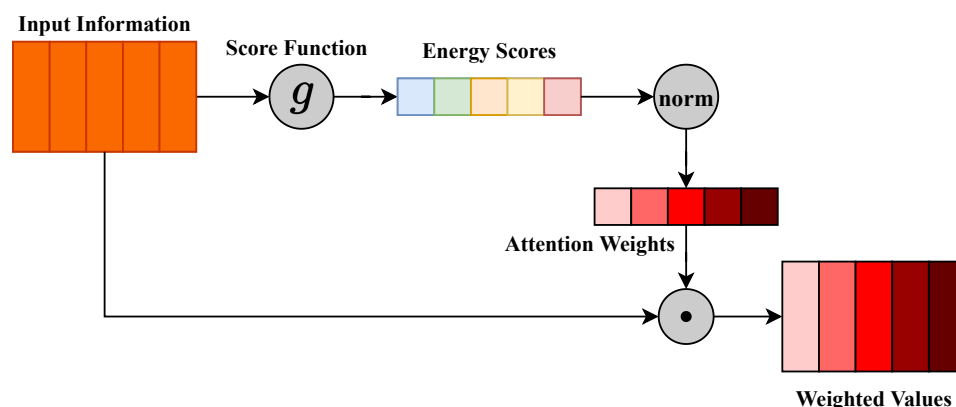 Input Information
Score Function
Energy Scores
g
norm
Attention Weights
Weighted Values